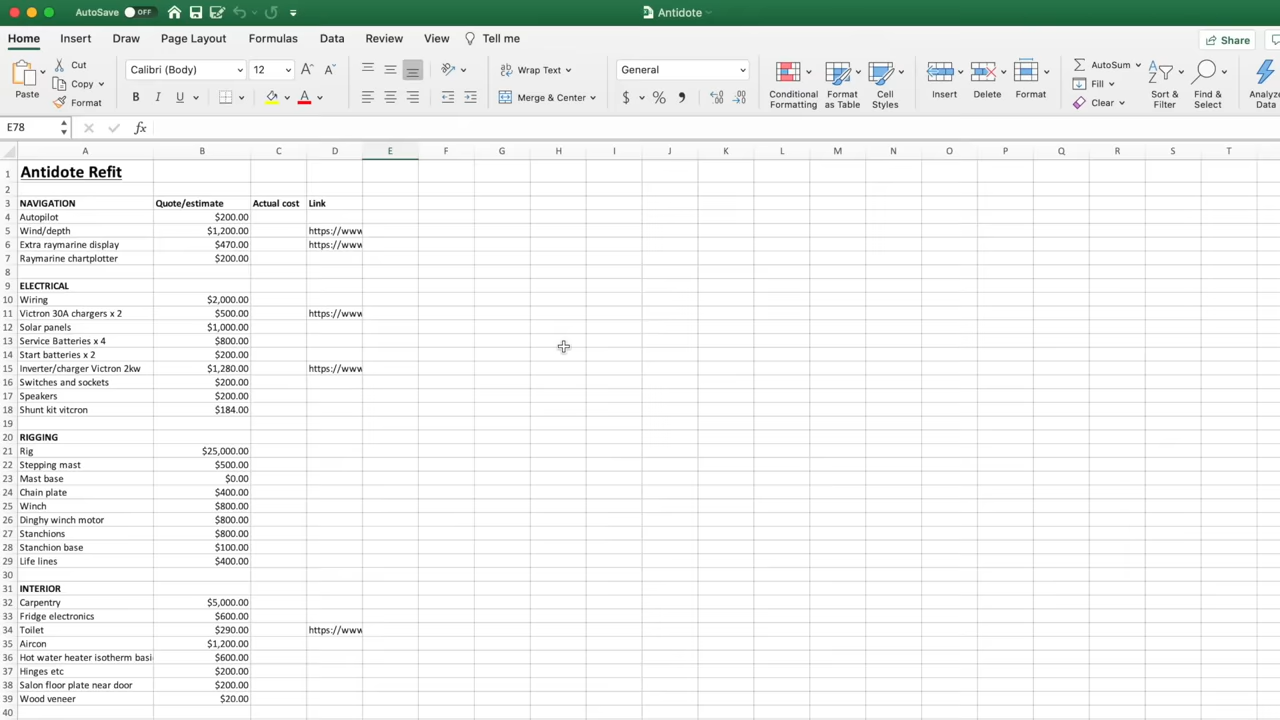 AutoSave OFF Antidote
Home Insert Draw Page Layout Formulas Data Review View Tell me Share
Paste Cut Copy Format
Calibri (Body) 12
B I U A
Wrap Text
Merge & Center
General
$ %
Conditional Formatting
Format as Table
Cell Styles
Insert Delete Format
AutoSum
Fill
Clear
Sort & Filter
Find & Select
Analyze Data
E78 fx
A B C D E F G H I J K L M N O P Q R S T
1 Antidote Refit
2
3 NAVIGATION Quote/estimate Actual cost Link
4 Autopilot $200.00
5 Wind/depth $1,200.00 https://www
6 Extra raymarine display $470.00 https://www
7 Raymarine chartplotter $200.00
8
9 ELECTRICAL
10 Wiring $2,000.00
11 Victron 30A chargers x 2 $500.00 https://www
12 Solar panels $1,000.00
13 Service Batteries x 4 $800.00
14 Start batteries x 2 $200.00
15 Inverter/charger Victron 2kw $1,280.00 https://www
16 Switches and sockets $200.00
17 Speakers $200.00
18 Shunt kit vitcron $184.00
19
20 RIGGING
21 Rig $25,000.00
22 Stepping mast $500.00
23 Mast base $0.00
24 Chain plate $400.00
25 Winch $800.00
26 Dinghy winch motor $800.00
27 Stanchions $800.00
28 Stanchion base $100.00
29 Life lines $400.00
30
31 INTERIOR
32 Carpentry $5,000.00
33 Fridge electronics $600.00
34 Toilet $290.00 https://www
35 Aircon $1,200.00
36 Hot water heater isotherm basi $600.00
37 Hinges etc $200.00
38 Salon floor plate near door $200.00
39 Wood veneer $20.00
40